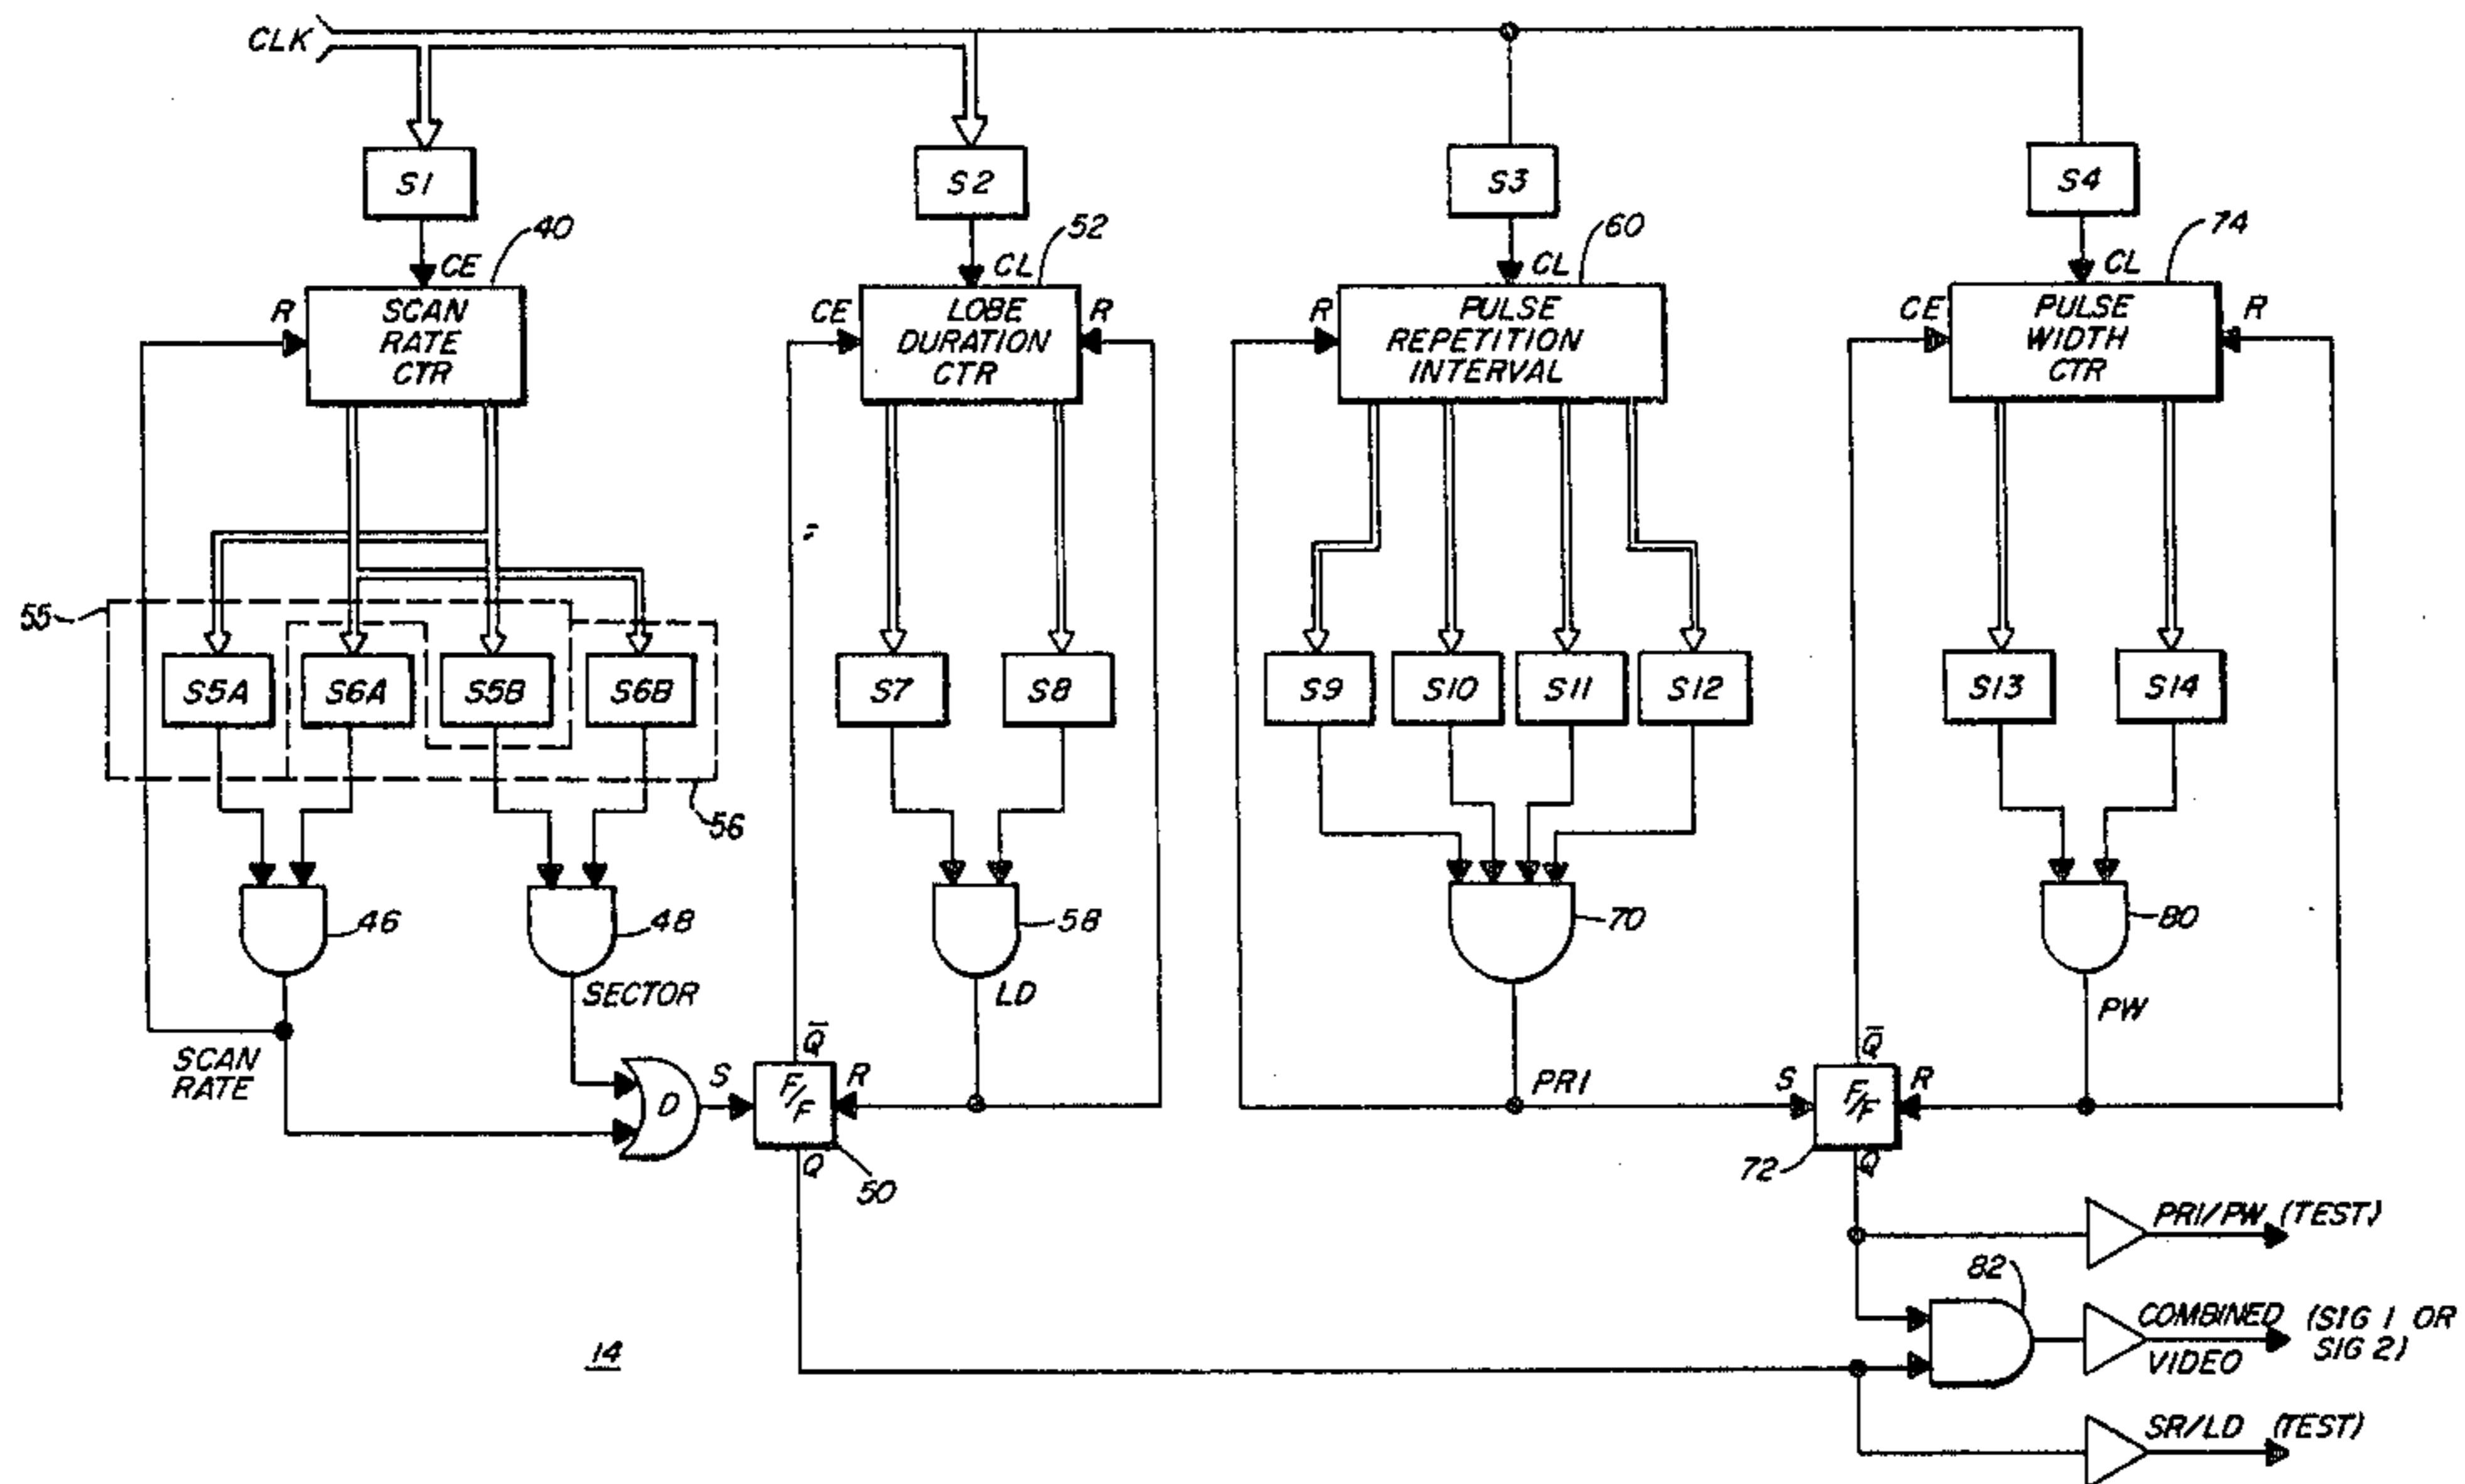 CLK
S1
S2
S3
S4
40
52
60
74
CE
CL
CL
CL
R
SCAN
RATE
CTR
CE
LOBE
DURATION
CTR
R
R
PULSE
REPETITION
INTERVAL
CE
PULSE
WIDTH
CTR
R
55
S5A
S6A
S5B
S6B
S7
S8
S9
S10
S11
S12
S13
S14
56
46
48
58
70
80
SECTOR
LD
PW
SCAN
RATE
D
S
Q̅
F/F
R
Q
50
PRI
S
Q̅
F/F
R
72
Q
PRI/PW (TEST)
82
COMBINED (SIG 1 OR
VIDEO SIG 2)
14
SR/LD (TEST)